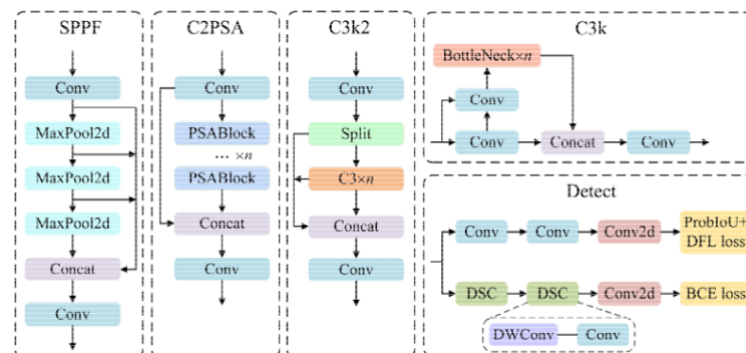 SPPF
Conv
MaxPool2d
MaxPool2d
MaxPool2d
Concat
Conv
C2PSA
Conv
PSABlock
... ×n
PSABlock
Concat
Conv
C3k2
Conv
Split
C3×n
Concat
Conv
C3k
BottleNeck×n
Conv
Conv
Concat
Conv
Detect
Conv
Conv
Conv2d
ProbIoU+
DFL loss
DSC
DSC
Conv2d
BCE loss
DWConv
Conv